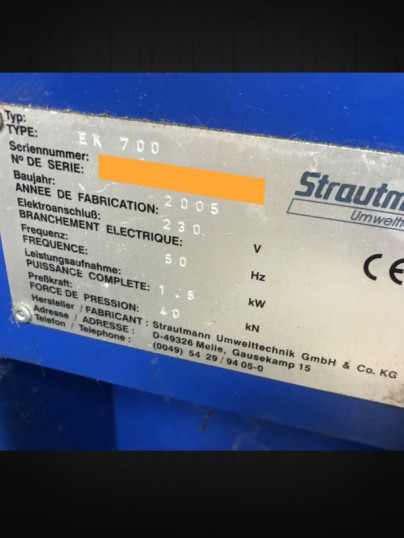 Typ:
TYPE: EK 700
Seriennummer:
Nº DE SERIE:
Baujahr:
ANNEE DE FABRICATION: 2005
Elektroanschluß:
BRANCHEMENT ELECTRIQUE: 230 V
Frequenz:
FREQUENCE: 50 Hz
Leistungsaufnahme:
PUISSANCE COMPLETE: 1-5 kW
Preßkraft:
FORCE DE PRESSION: 40 kN
Hersteller / FABRICANT : Strautmann Umwelttechnik GmbH & Co. KG
Adresse / ADRESSE : D-49326 Melle, Gausekamp 15
Telefon / Telephone : (0049) 54 29 / 94 05-0
Strautm
Umwelt
CE